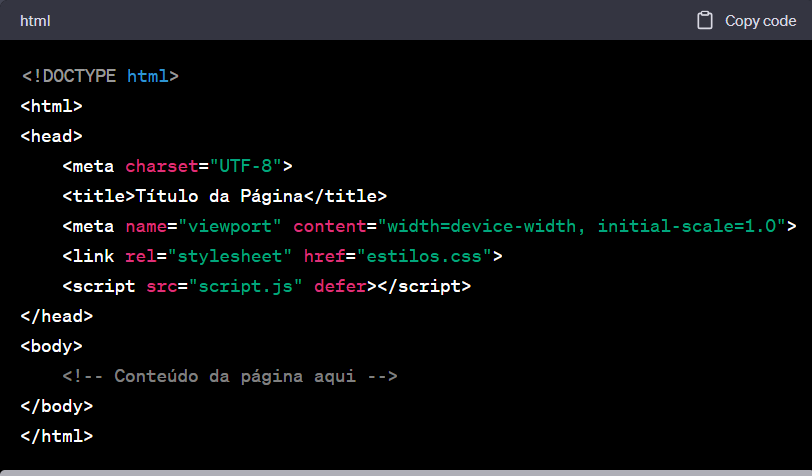 html
Copy code
<!DOCTYPE html>
<html>
<head>
    <meta charset="UTF-8">
    <title>Título da Página</title>
    <meta name="viewport" content="width=device-width, initial-scale=1.0">
    <link rel="stylesheet" href="estilos.css">
    <script src="script.js" defer></script>
</head>
<body>
    <!-- Conteúdo da página aqui -->
</body>
</html>